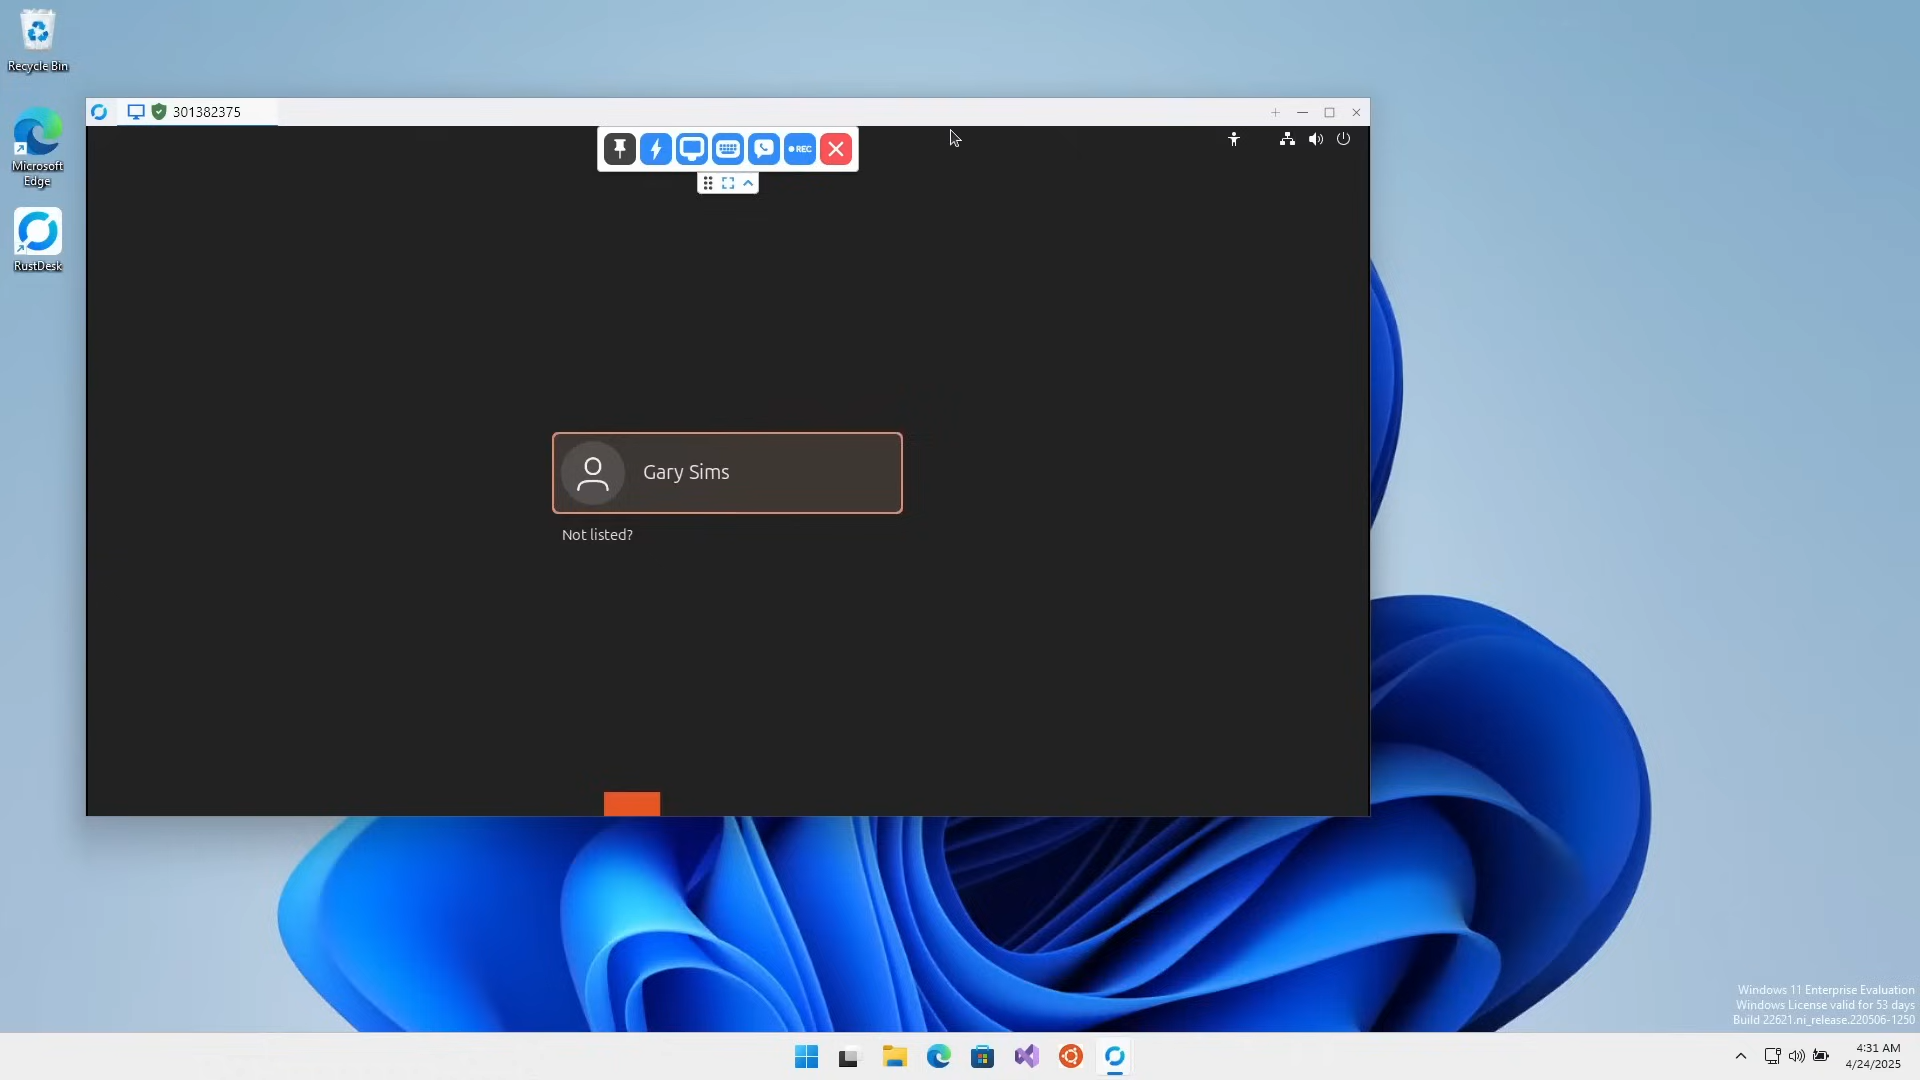 Recycle Bin
Microsoft
Edge
RustDesk
301382375
REC
Gary Sims
Not listed?
Windows 11 Enterprise Evaluation
Windows License valid for 53 days
Build 22621.ni_release.220506-1250
4:31 AM
4/24/2025